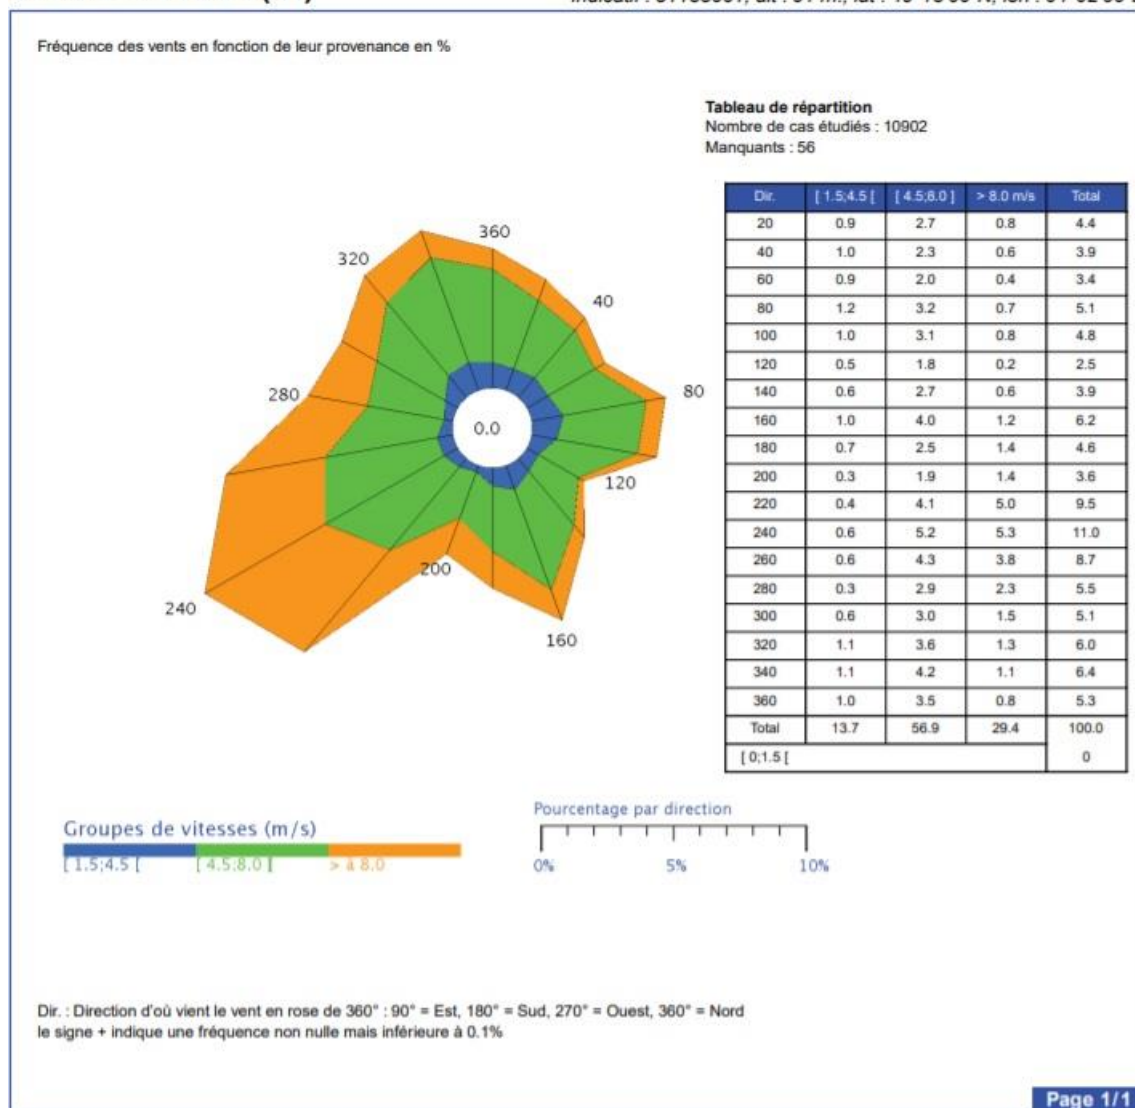 Fréquence des vents en fonction de leur provenance en %
Tableau de répartition
Nombre de cas étudiés : 10902
Manquants : 56
Dir. [ 1.5;4.5 [ [ 4.5;8.0 ] > 8.0 m/s Total
20 0.9 2.7 0.8 4.4
40 1.0 2.3 0.6 3.9
60 0.9 2.0 0.4 3.4
80 1.2 3.2 0.7 5.1
100 1.0 3.1 0.8 4.8
120 0.5 1.8 0.2 2.5
140 0.6 2.7 0.6 3.9
160 1.0 4.0 1.2 6.2
180 0.7 2.5 1.4 4.6
200 0.3 1.9 1.4 3.6
220 0.4 4.1 5.0 9.5
240 0.6 5.2 5.3 11.0
260 0.6 4.3 3.8 8.7
280 0.3 2.9 2.3 5.5
300 0.6 3.0 1.5 5.1
320 1.1 3.6 1.3 6.0
340 1.1 4.2 1.1 6.4
360 1.0 3.5 0.8 5.3
Total 13.7 56.9 29.4 100.0
[ 0;1.5 [ 0
360
320
40
280
80
0.0
120
200
240
160
Groupes de vitesses (m/s)
[ 1.5;4.5 [ [ 4.5;8.0 ] > à 8.0
Pourcentage par direction
0% 5% 10%
Dir. : Direction d'où vient le vent en rose de 360° : 90° = Est, 180° = Sud, 270° = Ouest, 360° = Nord
le signe + indique une fréquence non nulle mais inférieure à 0.1%
Page 1/1